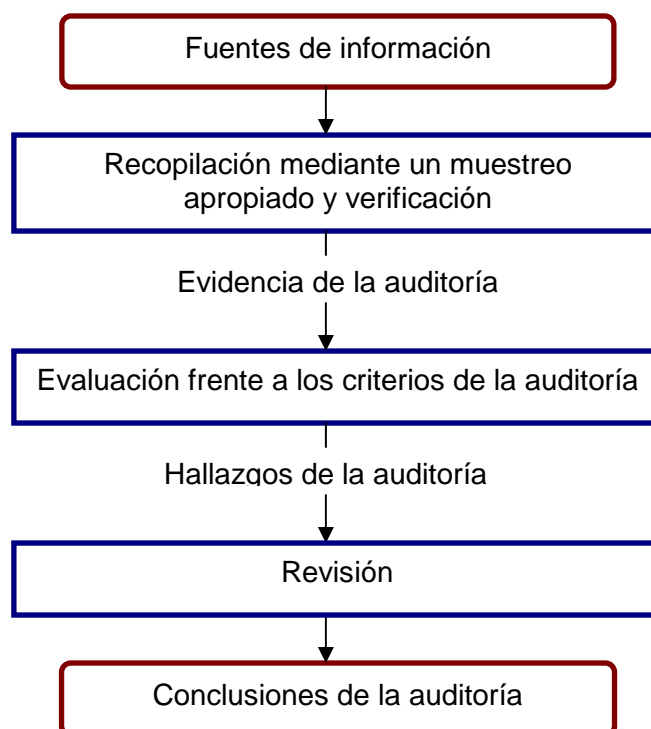 Fuentes de información
Recopilación mediante un muestreo
apropiado y verificación
Evidencia de la auditoría
Evaluación frente a los criterios de la auditoría
Hallazgos de la auditoría
Revisión
Conclusiones de la auditoría